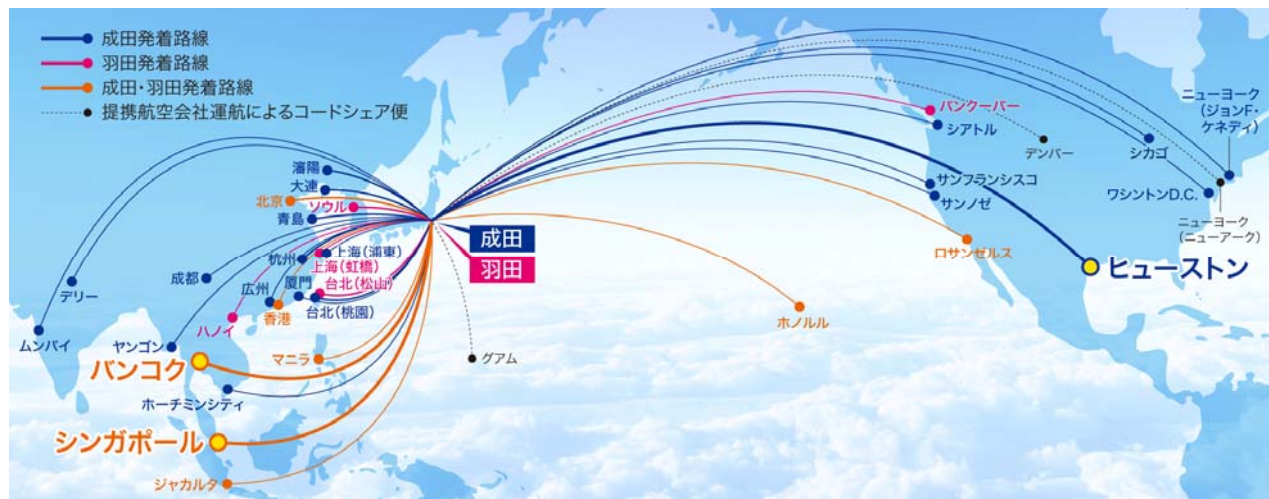 成田発着路線
羽田発着路線
成田・羽田発着路線
提携航空会社運航によるコードシェア便
ニューヨーク
(ジョンF・
ケネディ)
バンクーバー
シアトル
デンバー
シカゴ
瀋陽
大連
北京
ソウル
青島
サンフランシスコ
サンノゼ
ワシントンD.C.
ニューヨーク
(ニューアーク)
成田
羽田
ロサンゼルス
ヒューストン
杭州
上海(浦東)
上海(虹橋)
成都
デリー
広州
厦門
台北(松山)
台北(桃園)
香港
ハノイ
ホノルル
ムンバイ
ヤンゴン
バンコク
マニラ
グアム
ホーチミンシティ
シンガポール
ジャカルタ